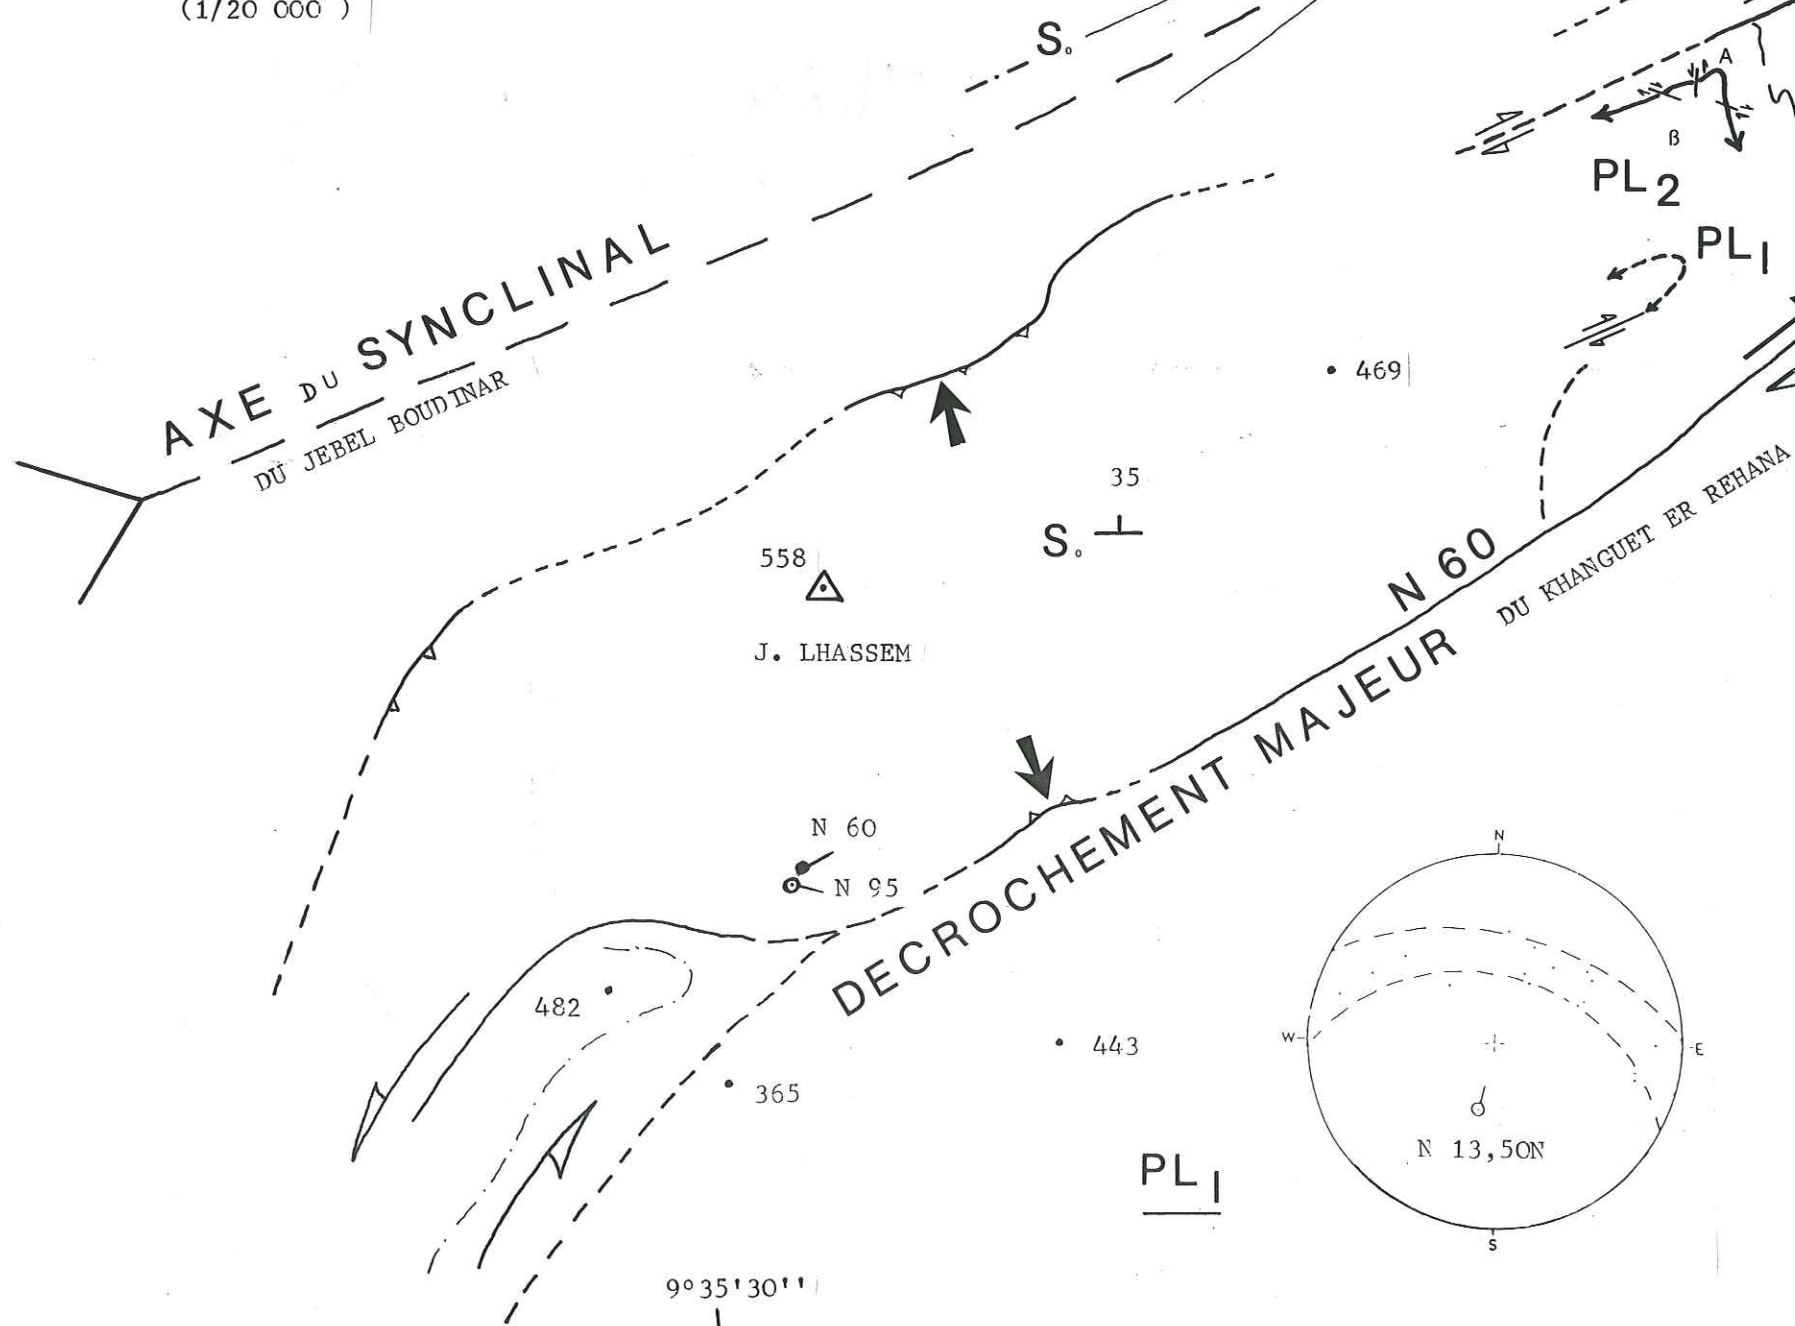 (1/20 000 )
S₀
A
B
PL2
PL1
AXE DU SYNCLINAL
DU JEBEL BOUDINAR
469
35
S₀
558
J. LHASSEM
N 60
DECROCHEMENT MAJEUR
DU KHANGUET ER REHANA
N 60
N 95
482
443
365
N
W
E
S
N 13,50N
PL1
9°35'30''